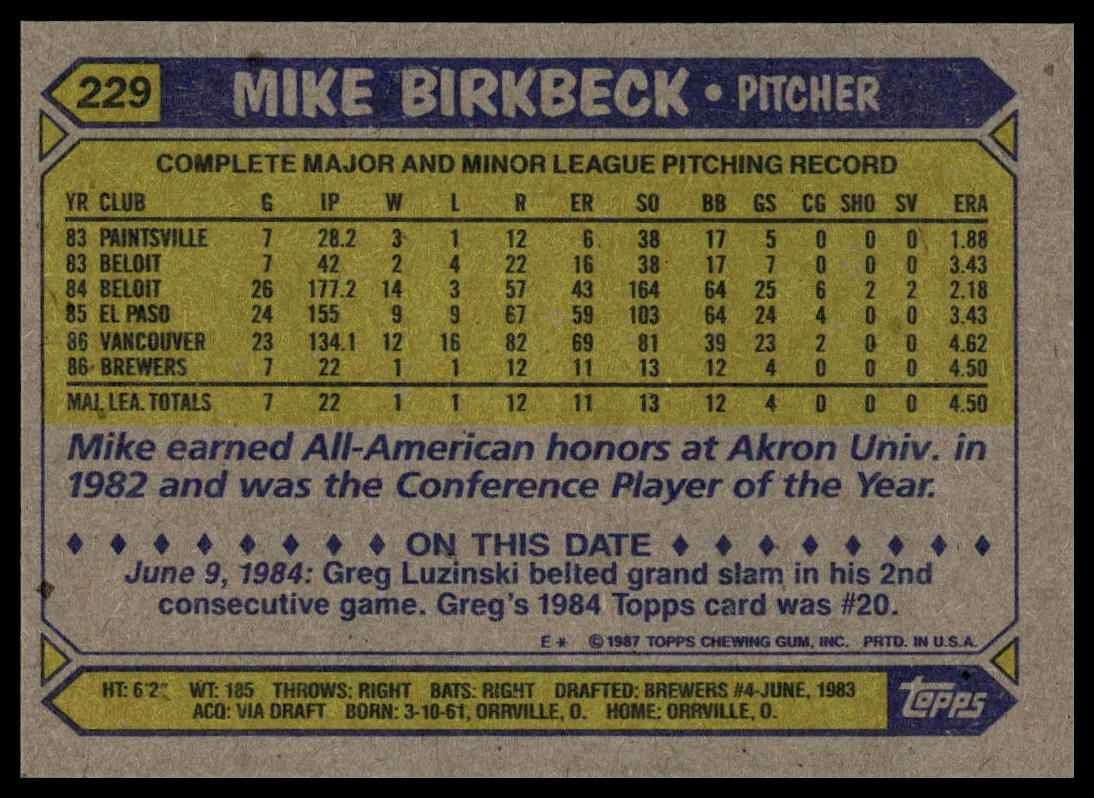 229 MIKE BIRKBECK • PITCHER
COMPLETE MAJOR AND MINOR LEAGUE PITCHING RECORD
YR CLUB G IP W L R ER SO BB GS CG SHO SV ERA
83 PAINTSVILLE 7 28.2 3 1 12 6 38 17 5 0 0 0 1.88
83 BELOIT 7 42 2 4 22 16 38 17 7 0 0 0 3.43
84 BELOIT 26 177.2 14 3 57 43 164 64 25 6 2 2 2.18
85 EL PASO 24 155 9 9 67 59 103 64 24 4 0 0 3.43
86 VANCOUVER 23 134.1 12 16 82 69 81 39 23 2 0 0 4.62
86 BREWERS 7 22 1 1 12 11 13 12 4 0 0 0 4.50
MAJ. LEA. TOTALS 7 22 1 1 12 11 13 12 4 0 0 0 4.50
Mike earned All-American honors at Akron Univ. in
1982 and was the Conference Player of the Year.
♦ ♦ ♦ ♦ ♦ ♦ ♦ ♦ ON THIS DATE ♦ ♦ ♦ ♦ ♦ ♦ ♦ ♦
June 9, 1984: Greg Luzinski belted grand slam in his 2nd
consecutive game. Greg's 1984 Topps card was #20.
E * © 1987 TOPPS CHEWING GUM, INC. PRTD. IN U.S.A.
HT: 6'2" WT: 185 THROWS: RIGHT BATS: RIGHT DRAFTED: BREWERS #4-JUNE, 1983
ACQ: VIA DRAFT BORN: 3-10-61, ORRVILLE, O. HOME: ORRVILLE, O.
topps